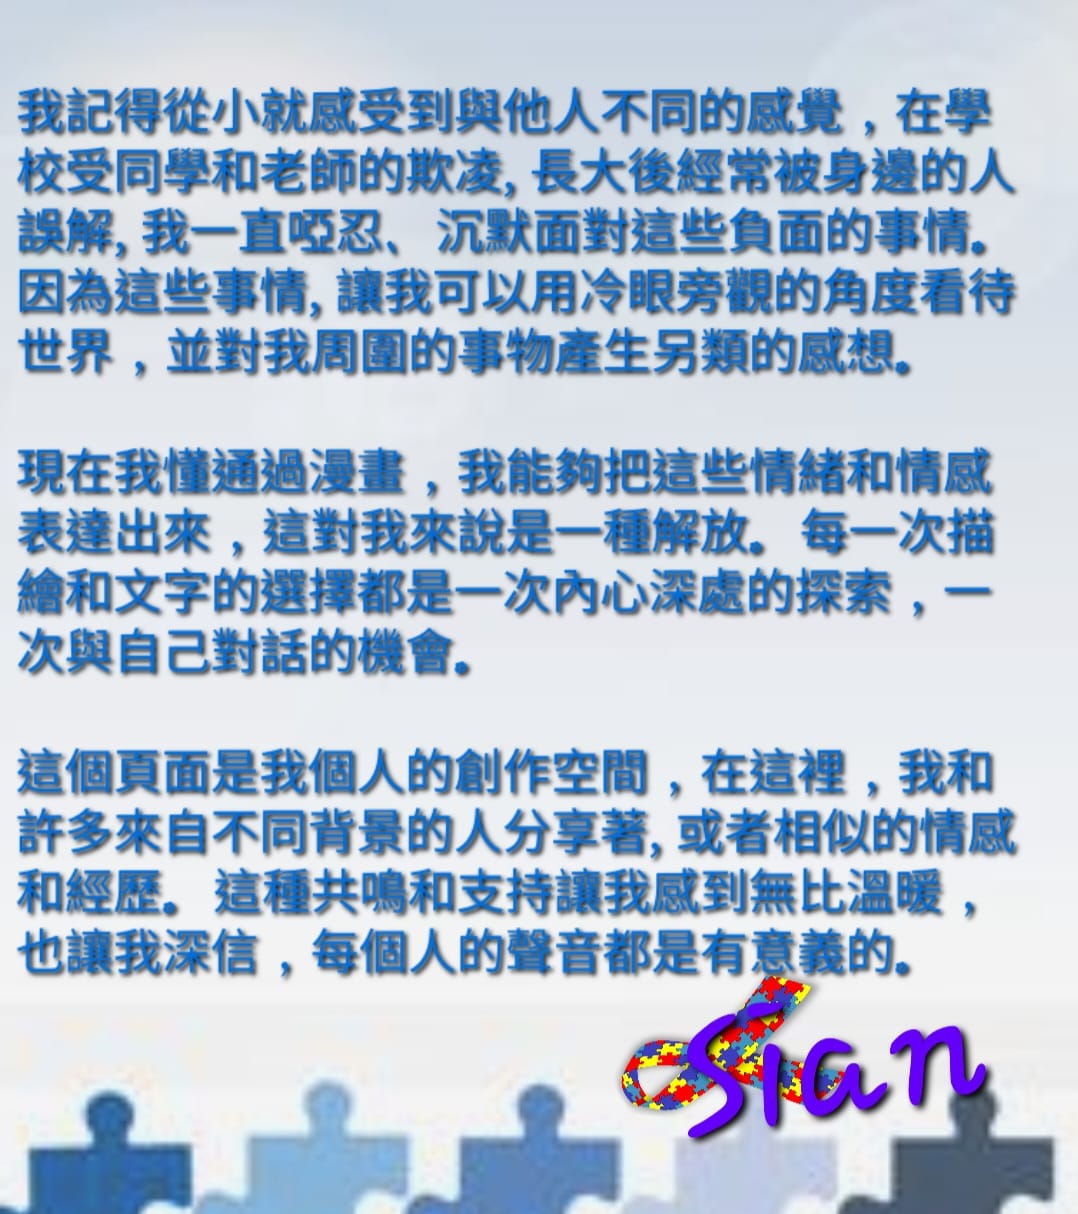 我記得從小就感受到與他人不同的感覺，在學
校受同學和老師的欺凌, 長大後經常被身邊的人
誤解, 我一直啞忍、 沉默面對這些負面的事情。
因為這些事情, 讓我可以用冷眼旁觀的角度看待
世界，並對我周圍的事物產生另類的感想。
現在我懂通過漫畫，我能夠把這些情緒和情感
表達出來，這對我來說是一種解放。 每一次描
繪和文字的選擇都是一次內心深處的探索，一
次與自己對話的機會。
這個頁面是我個人的創作空間，在這裡，我和
許多來自不同背景的人分享著, 或者相似的情感
和經歷。 這種共鳴和支持讓我感到無比溫暖，
也讓我深信，每個人的聲音都是有意義的。
Sian